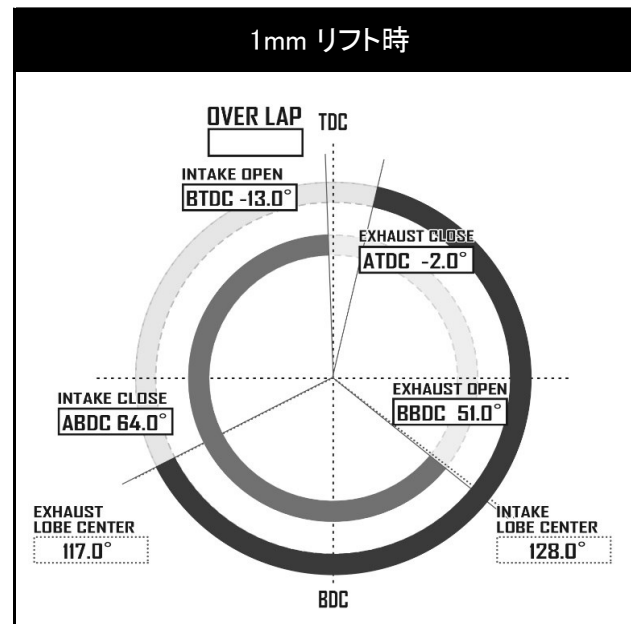 1mm リフト時
OVER LAP
TDC
INTAKE OPEN
BTDC -13.0°
EXHAUST CLOSE
ATDC -2.0°
INTAKE CLOSE
ABDC 64.0°
EXHAUST OPEN
BBDC 51.0°
EXHAUST
LOBE CENTER
117.0°
INTAKE
LOBE CENTER
128.0°
BDC